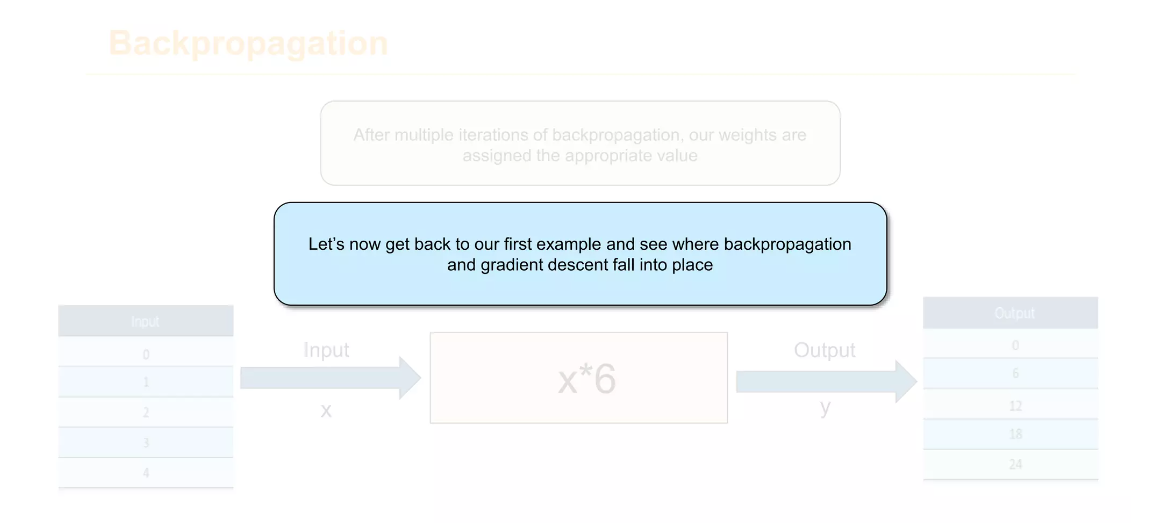 Backpropagation
After multiple iterations of backpropagation, our weights are
assigned the appropriate value
Let's now get back to our first example and see where backpropagation
and gradient descent fall into place
Input
0
1
2
3
4
Input
x
x*6
Output
y
Output
0
6
12
18
24